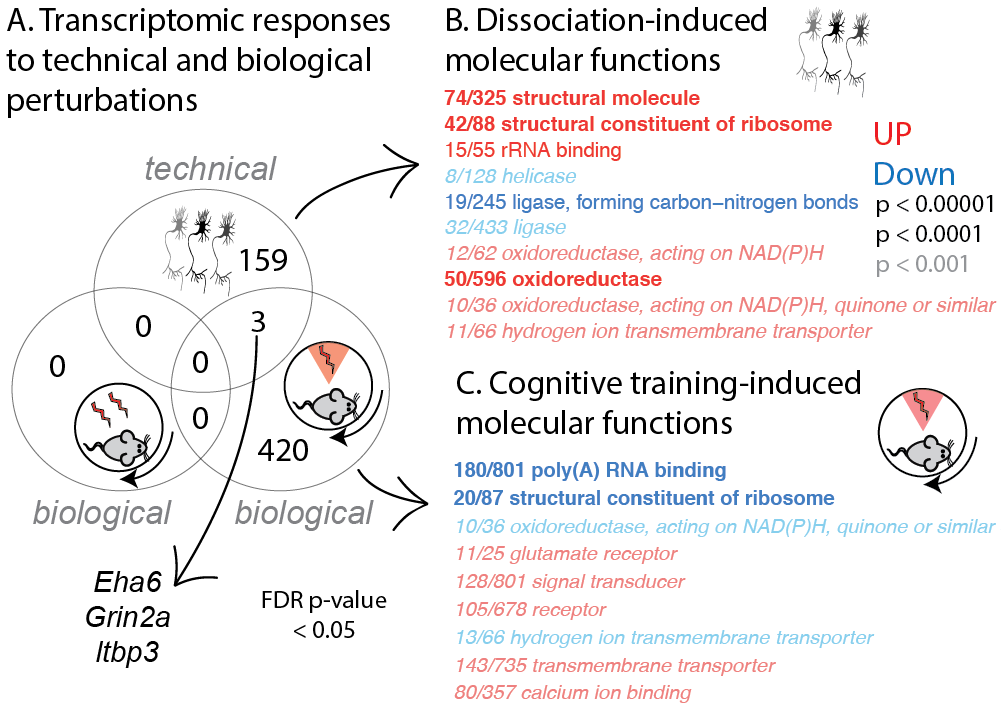 A. Transcriptomic responses
to technical and biological
perturbations
technical
159
0
3
0
0
0
420
biological
biological
Eha6
Grin2a
Itbp3
FDR p-value
< 0.05
B. Dissociation-induced
molecular functions
74/325 structural molecule
42/88 structural constituent of ribosome
15/55 rRNA binding
8/128 helicase
19/245 ligase, forming carbon−nitrogen bonds
32/433 ligase
12/62 oxidoreductase, acting on NAD(P)H
50/596 oxidoreductase
10/36 oxidoreductase, acting on NAD(P)H, quinone or similar
11/66 hydrogen ion transmembrane transporter
UP
Down
p < 0.00001
p < 0.0001
p < 0.001
C. Cognitive training-induced
molecular functions
180/801 poly(A) RNA binding
20/87 structural constituent of ribosome
10/36 oxidoreductase, acting on NAD(P)H, quinone or similar
11/25 glutamate receptor
128/801 signal transducer
105/678 receptor
13/66 hydrogen ion transmembrane transporter
143/735 transmembrane transporter
80/357 calcium ion binding